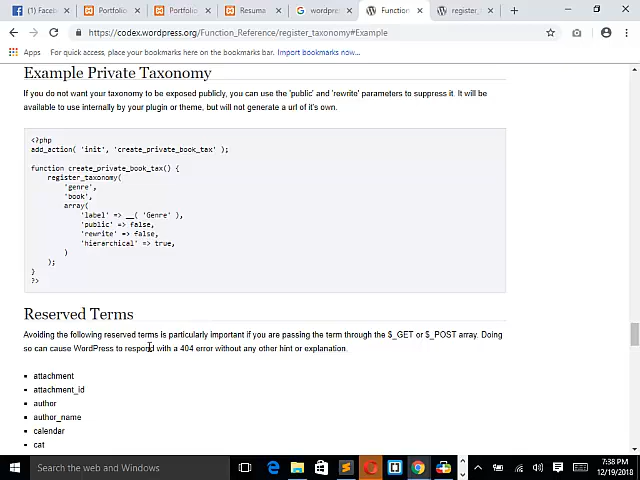 (1) Facebo
Portfolio
Portfolio
Resuma
wordpress
Function
register_
https://codex.wordpress.org/Function_Reference/register_taxonomy#Example
Apps For quick access, place your bookmarks here on the bookmarks bar. Import bookmarks now...
Example Private Taxonomy
If you do not want your taxonomy to be exposed publicly, you can use the 'public' and 'rewrite' parameters to suppress it. It will be
available to use internally by your plugin or theme, but will not generate a url of it's own.
<?php
add_action( 'init', 'create_private_book_tax' );
function create_private_book_tax() {
register_taxonomy(
'genre',
'book',
array(
'label' => __( 'Genre' ),
'public' => false,
'rewrite' => false,
'hierarchical' => true,
)
);
}
?>
Reserved Terms
Avoiding the following reserved terms is particularly important if you are passing the term through the $_GET or $_POST array. Doing
so can cause WordPress to respond with a 404 error without any other hint or explanation.
attachment
attachment_id
author
author_name
calendar
cat
Search the web and Windows
7:38 PM
12/19/2018